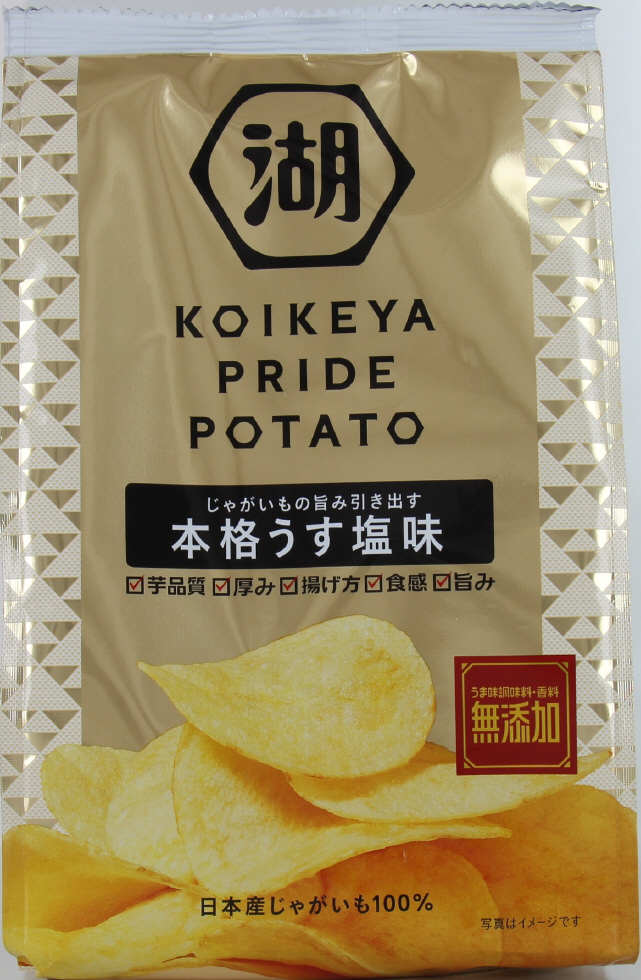 湖
KOIKEYA
PRIDE
POTATO
じゃがいもの旨み引き出す
本格うす塩味
☑芋品質 ☑厚み ☑揚げ方 ☑食感 ☑旨み
うま味調味料・香料
無添加
日本産じゃがいも100%
写真はイメージです